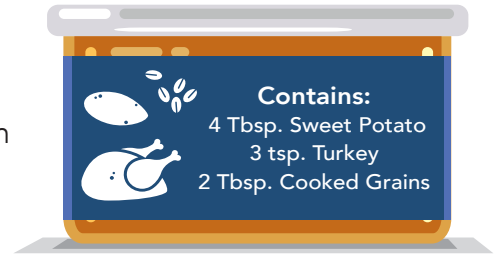 Contains:
4 Tbsp. Sweet Potato
3 tsp. Turkey
2 Tbsp. Cooked Grains